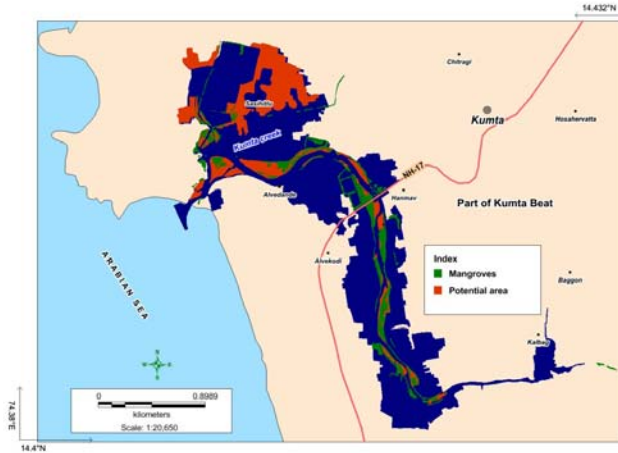 14.432°N
Chitragi
Kumta
Hosahervatta
Sasihitlu
Kumta creek
NH-17
Alvedande
Hannav
Part of Kumta Beat
Alvekodi
Index
Mangroves
Potential area
ARABIAN SEA
Baggon
Kalbag
N
W
E
S
0
0.8989
kilometers
Scale: 1:20,650
74.38°E
14.4°N